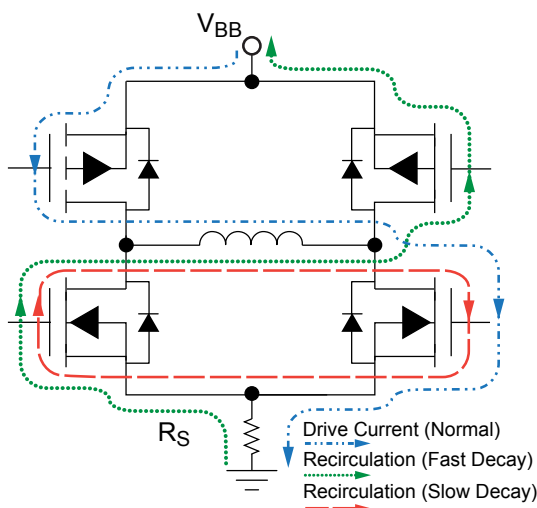 VBB
RS
Drive Current (Normal)
Recirculation (Fast Decay)
Recirculation (Slow Decay)